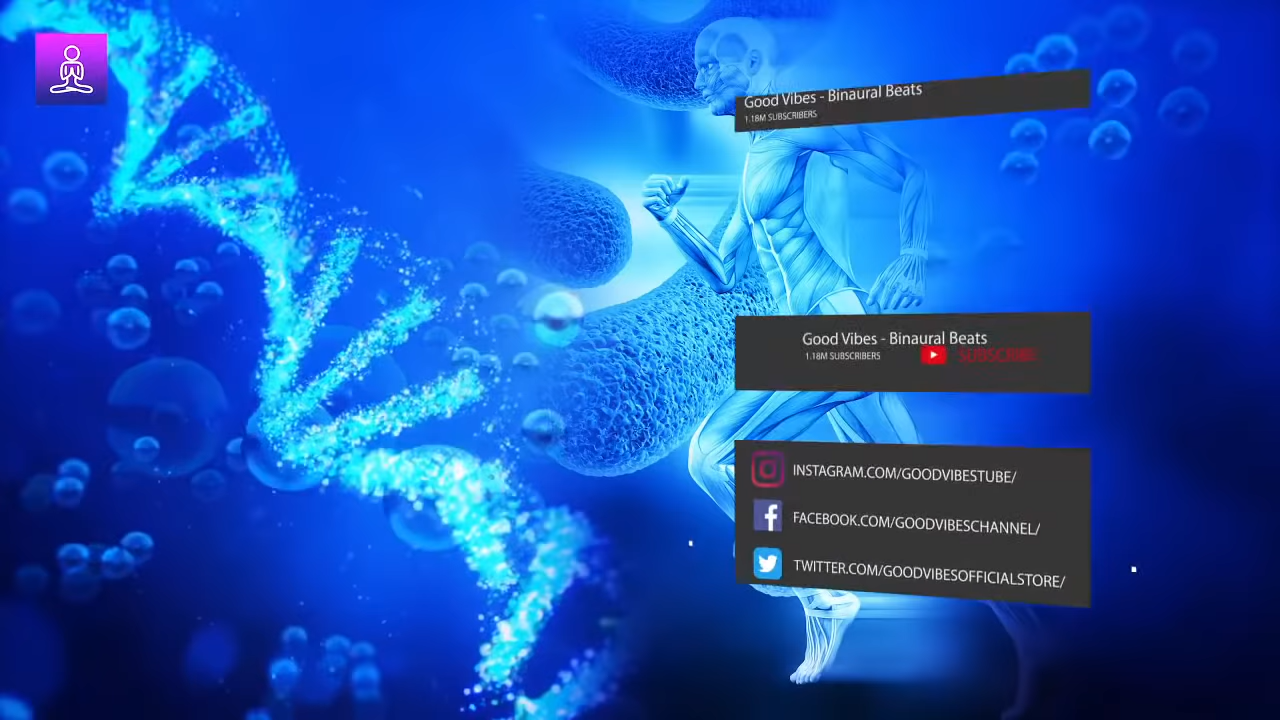 Good Vibes - Binaural Beats
1.18M SUBSCRIBERS
Good Vibes - Binaural Beats
1.18M SUBSCRIBERS
SUBSCRIBE
INSTAGRAM.COM/GOODVIBESTUBE/
FACEBOOK.COM/GOODVIBESCHANNEL/
TWITTER.COM/GOODVIBESOFFICIALSTORE/